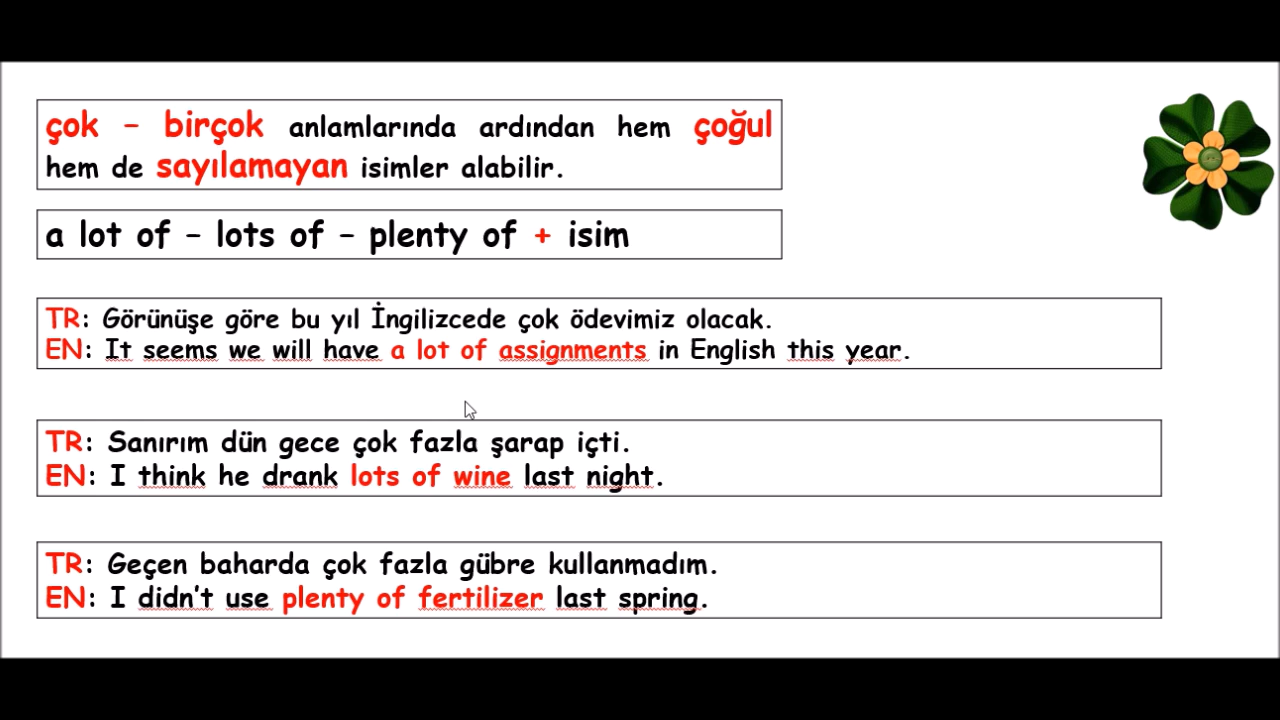 çok – birçok anlamlarında ardından hem çoğul
hem de sayılamayan isimler alabilir.
a lot of – lots of – plenty of + isim
TR: Görünüşe göre bu yıl İngilizcede çok ödevimiz olacak.
EN: It seems we will have a lot of assignments in English this year.
TR: Sanırım dün gece çok fazla şarap içti.
EN: I think he drank lots of wine last night.
TR: Geçen baharda çok fazla gübre kullanmadım.
EN: I didn't use plenty of fertilizer last spring.